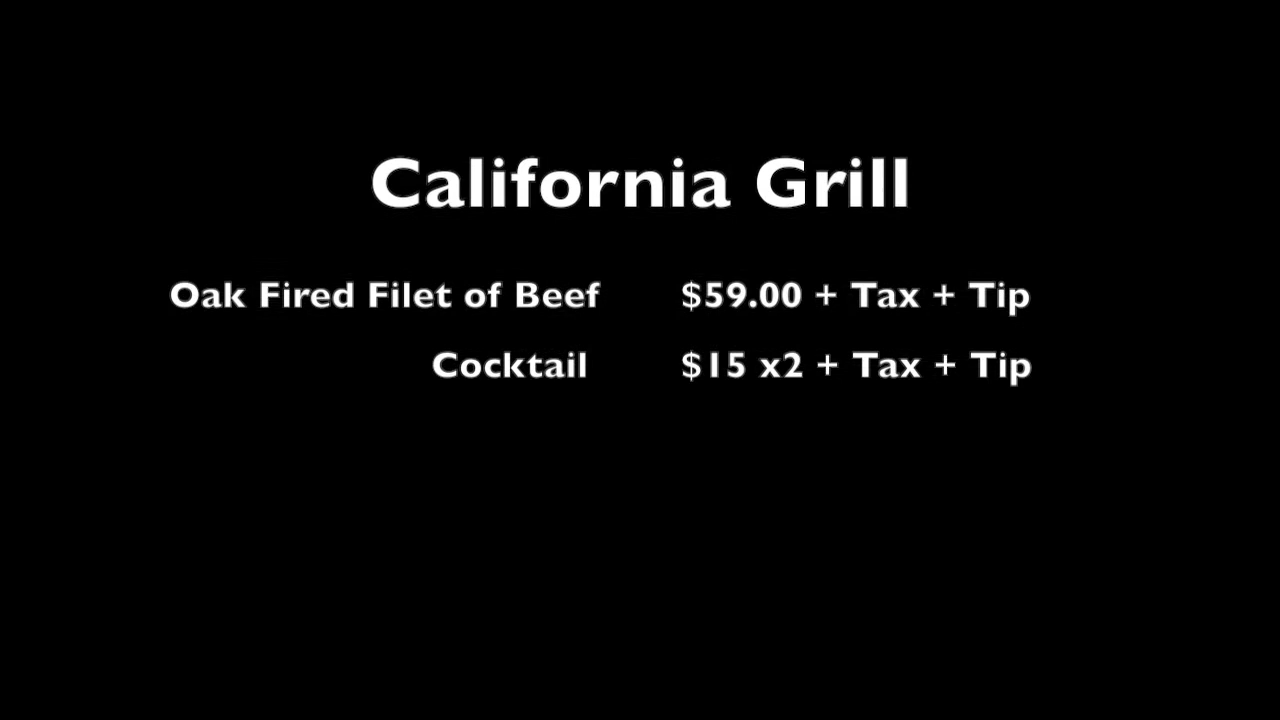 California Grill
Oak Fired Filet of Beef $59.00 + Tax + Tip
Cocktail $15 x2 + Tax + Tip